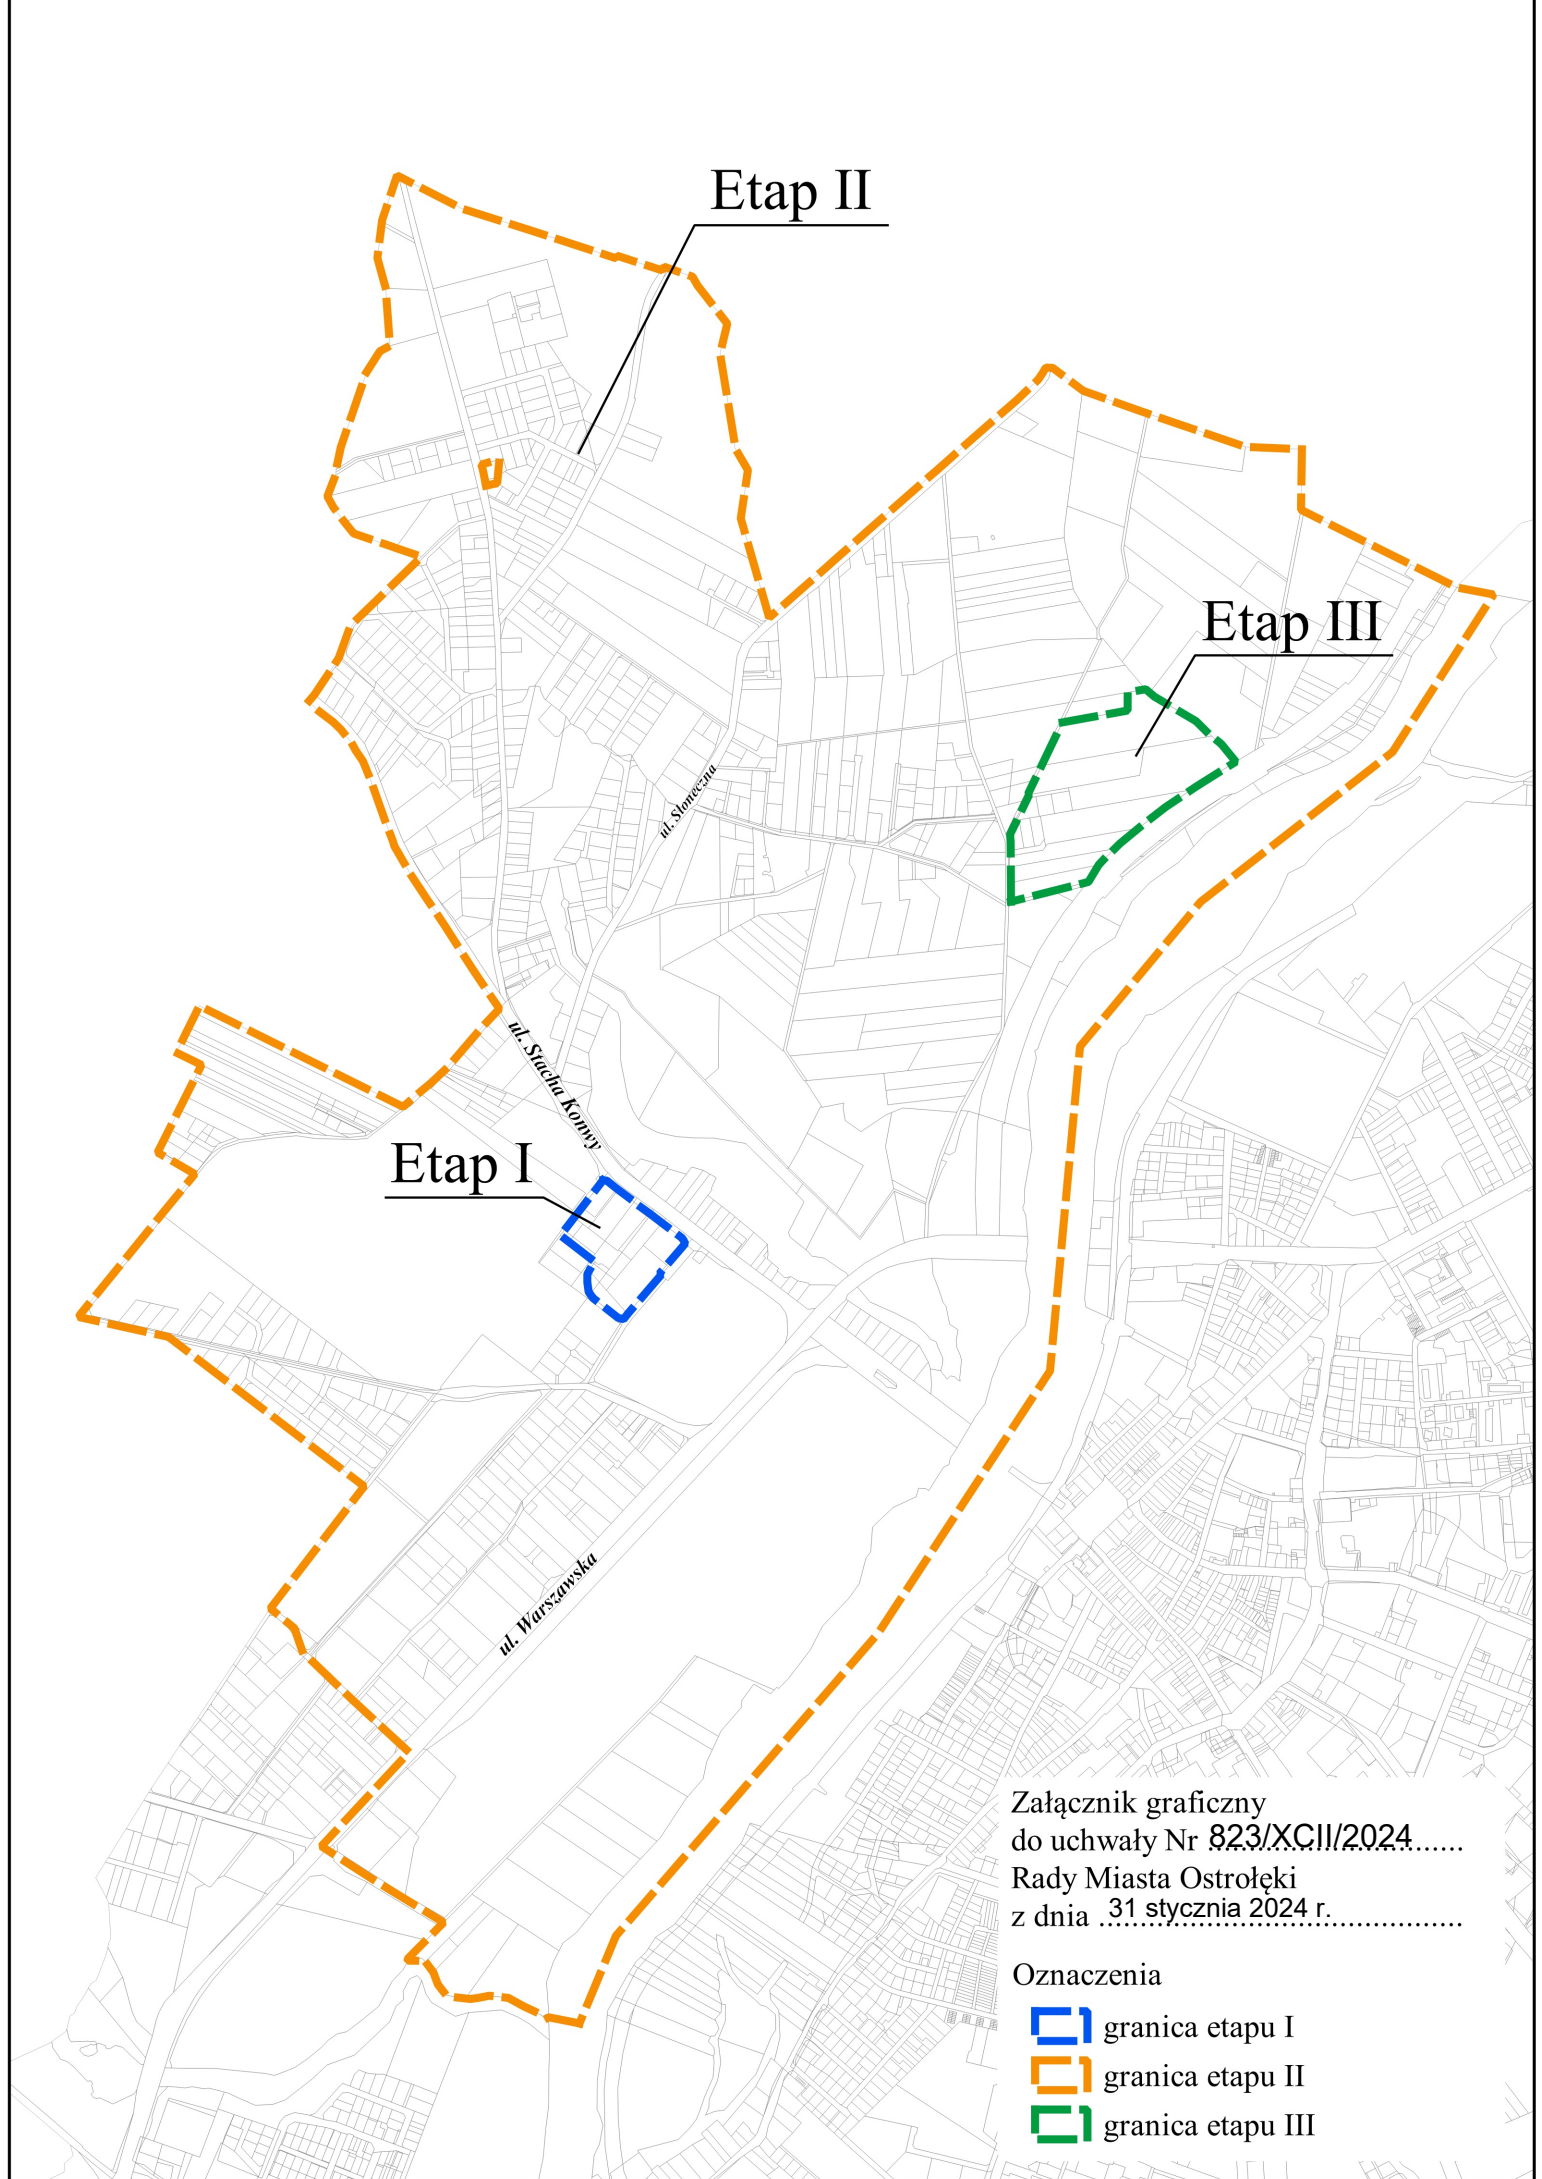 Etap II
Etap III
ul. Słoneczna
ul. Stacha Konwy
Etap I
ul. Warszawska
Załącznik graficzny
do uchwały Nr 823/XCII/2024
Rady Miasta Ostrołęki
z dnia 31 stycznia 2024 r.
Oznaczenia
granica etapu I
granica etapu II
granica etapu III